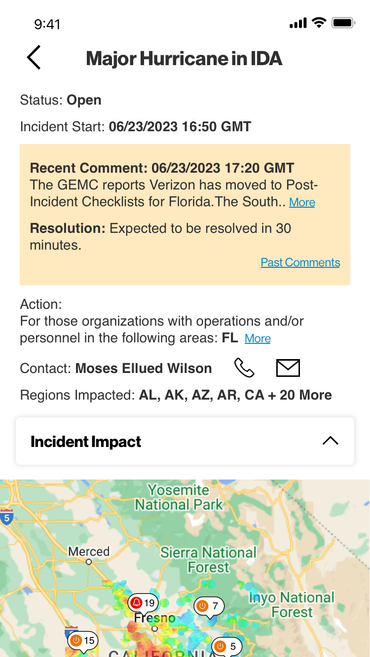 9:41
Major Hurricane in IDA
Status: Open
Incident Start: 06/23/2023 16:50 GMT
Recent Comment: 06/23/2023 17:20 GMT
The GEMC reports Verizon has moved to Post-
Incident Checklists for Florida.The South.. More
Resolution: Expected to be resolved in 30
minutes.
Past Comments
Action:
For those organizations with operations and/or
personnel in the following areas: FL More
Contact: Moses Ellued Wilson
Regions Impacted: AL, AK, AZ, AR, CA + 20 More
Incident Impact
Yosemite
National Park
5
Merced
Sierra National
Forest
Inyo National
Forest
19
7
Fresno
15
5
CALIFORNIA